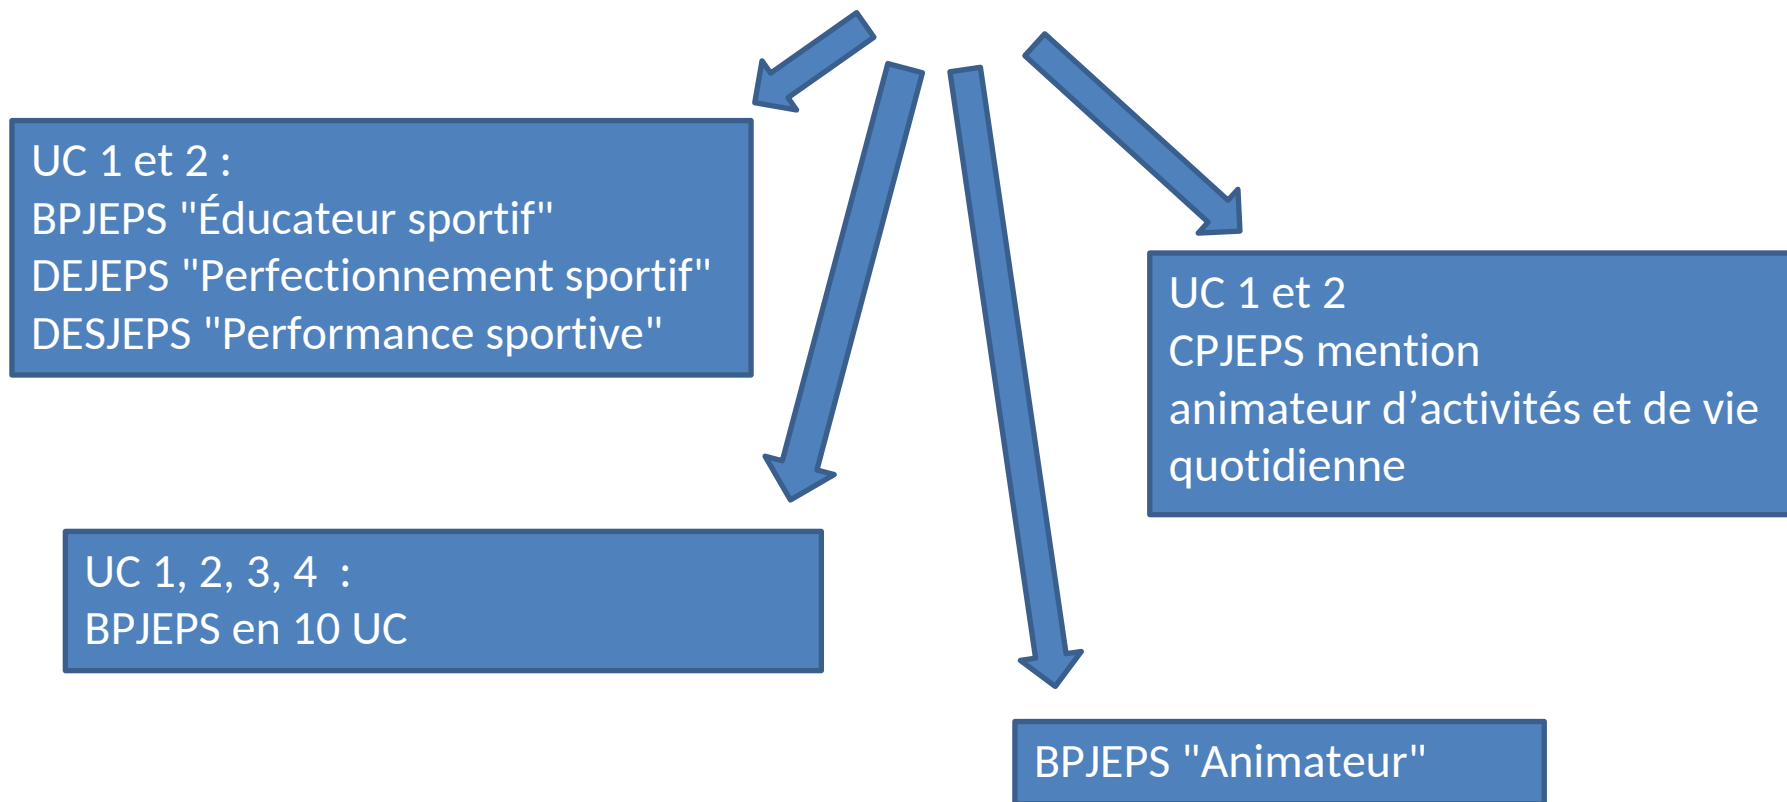 UC 1 et 2 :
BPJEPS "Éducateur sportif"
DEJEPS "Perfectionnement sportif"
DESJEPS "Performance sportive"
UC 1 et 2
CPJEPS mention
animateur d’activités et de vie
quotidienne
UC 1, 2, 3, 4  :
BPJEPS en 10 UC
BPJEPS "Animateur"